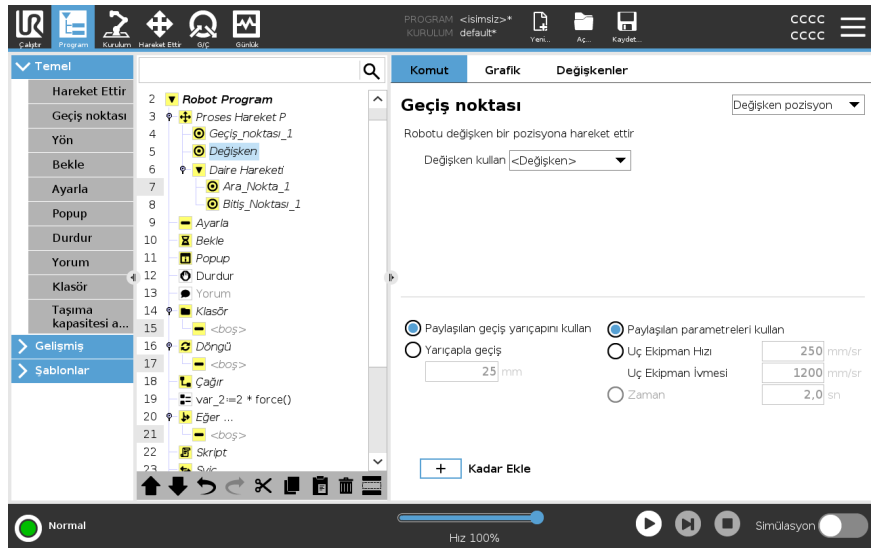 UR
Çalıştır
Program
Kurulum
Hareket Ettir
G/Ç
Günlük
PROGRAM <isimsiz>*
KURULUM default*
Yeni...
Aç...
Kaydet...
CCCC
CCCC
Temel
Hareket Ettir
Geçiş noktası
Yön
Bekle
Ayarla
Popup
Durdur
Yorum
Klasör
Taşıma
kapasitesi a...
Gelişmiş
Şablonlar
2 Robot Program
3 Proses Hareket P
4 Geçiş_noktası_1
5 Değişken
6 Daire Hareketi
7 Ara_Nokta_1
8 Bitiş_Noktası_1
9 Ayarla
10 Bekle
11 Popup
12 Durdur
13 Yorum
14 Klasör
15 <boş>
16 Döngü
17 <boş>
18 Çağır
19 var_2:=2 * force()
20 Eğer ...
21 <boş>
22 Skript
23 Sviç
Komut
Grafik
Değişkenler
Geçiş noktası
Değişken pozisyon
Robotu değişken bir pozisyona hareket ettir
Değişken kullan <Değişken>
Paylaşılan geçiş yarıçapını kullan
Yarıçapla geçiş
25 mm
Paylaşılan parametreleri kullan
Uç Ekipman Hızı 250 mm/sr
Uç Ekipman İvmesi 1200 mm/sr
Zaman 2,0 sn
+ Kadar Ekle
Normal
Hız 100%
Simülasyon